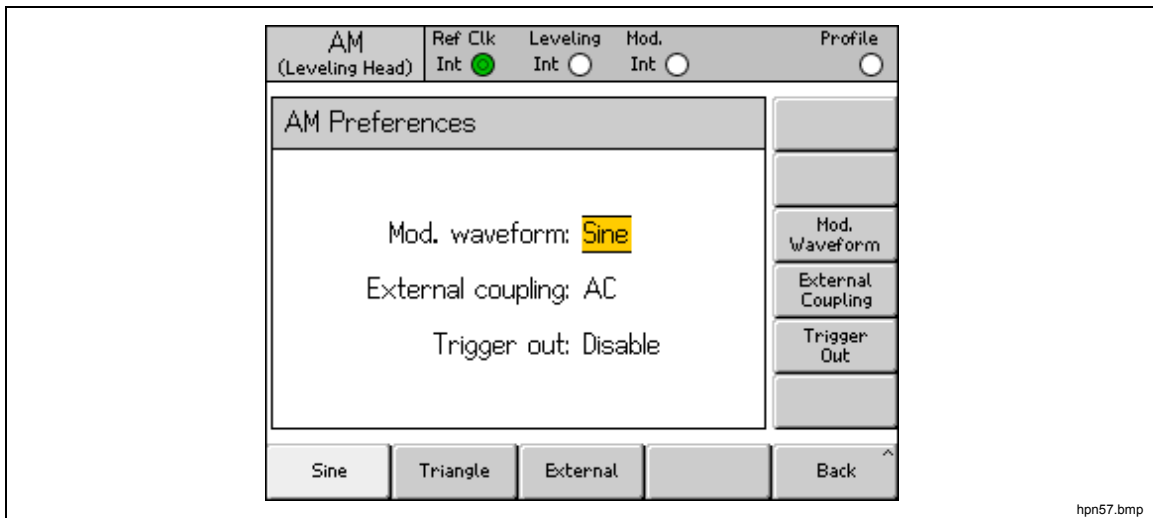 AM
(Leveling Head)
Ref Clk
Int
Leveling
Int
Mod.
Int
Profile
AM Preferences
Mod. waveform: Sine
External coupling: AC
Trigger out: Disable
Mod.
Waveform
External
Coupling
Trigger
Out
Sine
Triangle
External
Back ^
hpn57.bmp